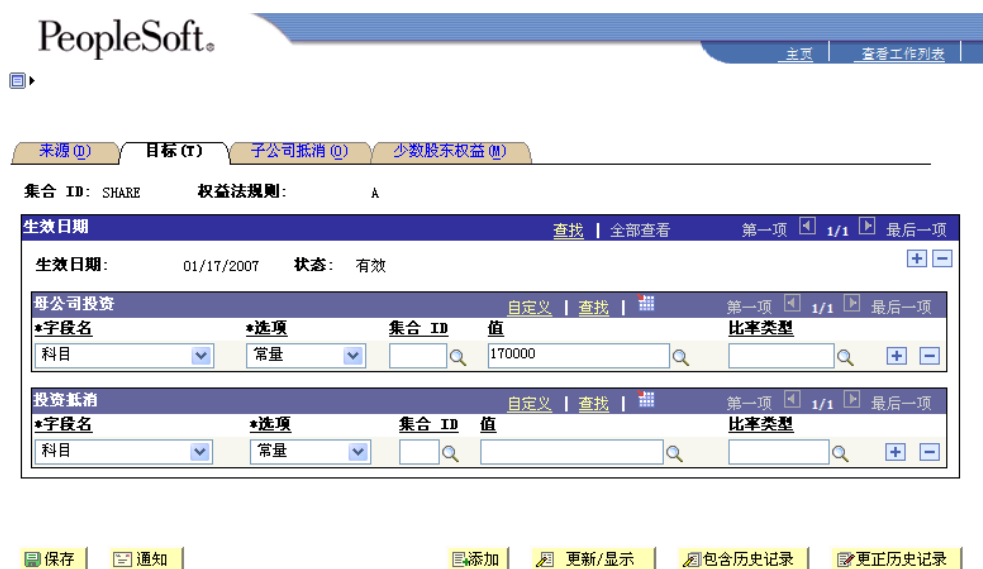 PeopleSoft®
主页 | 查看工作列表 |
来源(D) 目标(T) 子公司抵消(O) 少数股东权益(M)
集合 ID: SHARE 权益法规则: A
生效日期 查找 | 全部查看 第一项 1/1 最后一项
生效日期: 01/17/2007 状态: 有效
母公司投资 自定义 | 查找 | 第一项 1/1 最后一项
*字段名 *选项 集合 ID 值 比率类型
科目 常量 170000
投资抵消 自定义 | 查找 | 第一项 1/1 最后一项
*字段名 *选项 集合 ID 值 比率类型
科目 常量
保存 通知 添加 更新/显示 包含历史记录 更正历史记录